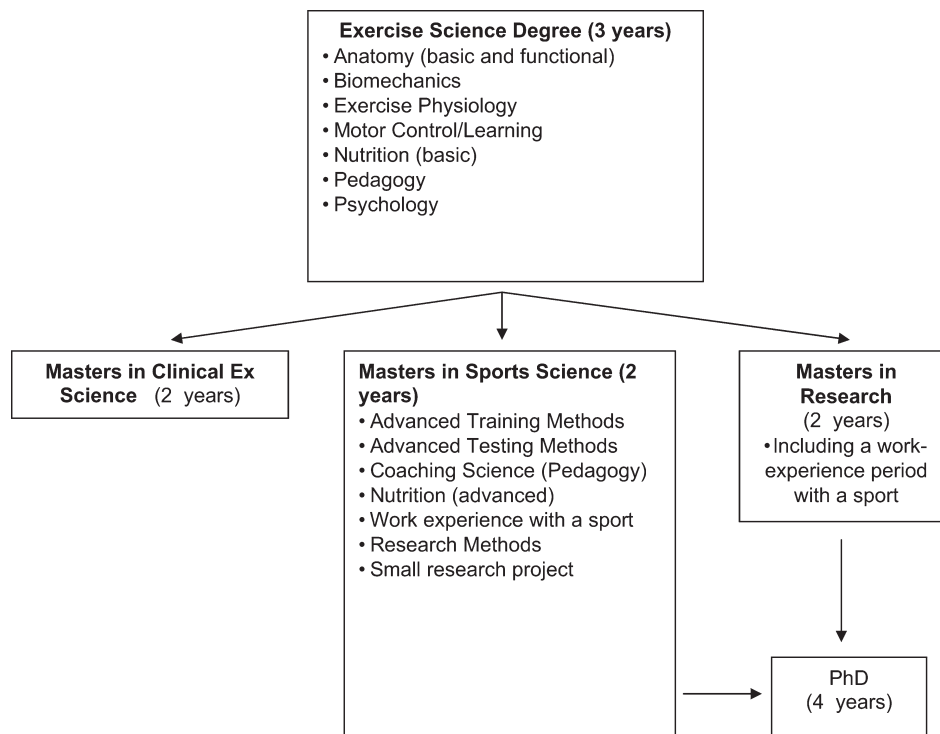 Exercise Science Degree (3 years)
• Anatomy (basic and functional)
• Biomechanics
• Exercise Physiology
• Motor Control/Learning
• Nutrition (basic)
• Pedagogy
• Psychology
Masters in Clinical Ex
Science (2 years)
Masters in Sports Science (2
years)
• Advanced Training Methods
• Advanced Testing Methods
• Coaching Science (Pedagogy)
• Nutrition (advanced)
• Work experience with a sport
• Research Methods
• Small research project
Masters in
Research
(2 years)
• Including a work-
experience period
with a sport
PhD
(4 years)